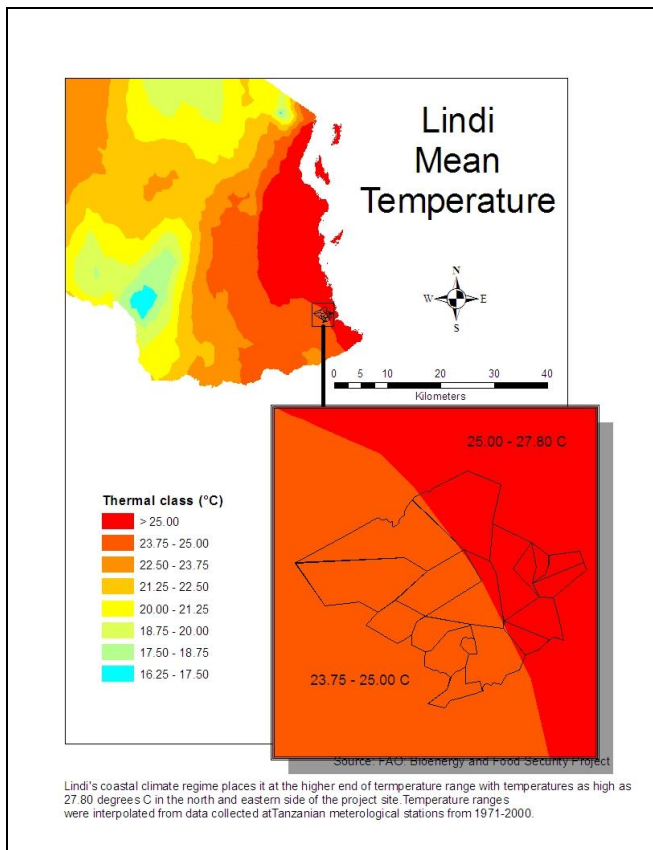 Lindi
Mean
Temperature
N
W E
S
0 5 10 20 30 40
Kilometers
25.00 - 27.80 C
Thermal class (°C)
> 25.00
23.75 - 25.00
22.50 - 23.75
21.25 - 22.50
20.00 - 21.25
18.75 - 20.00
17.50 - 18.75
16.25 - 17.50
23.75 - 25.00 C
Source: FAO: Bioenergy and Food Security Project
Lindi's coastal climate regime places it at the higher end of termperature range with temperatures as high as
27.80 degrees C in the north and eastern side of the project site.Temperature ranges
were interpolated from data collected atTanzanian meterological stations from 1971-2000.